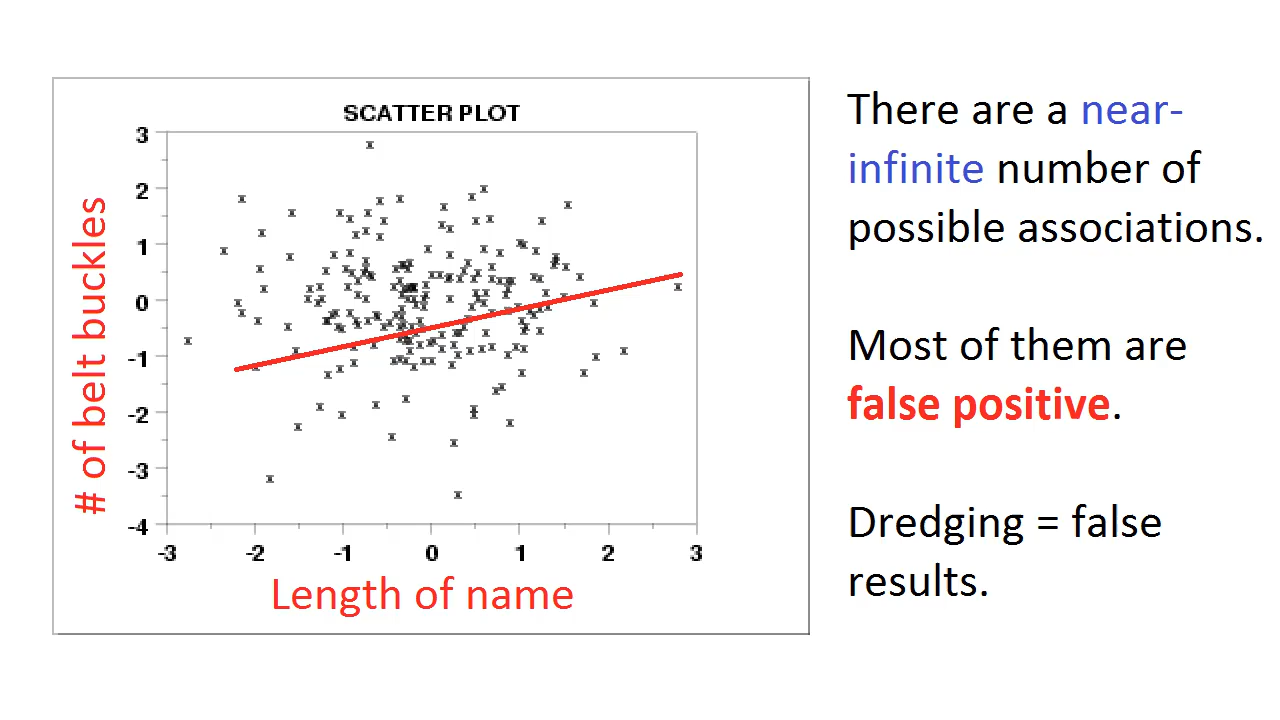 SCATTER PLOT
3
2
1
0
-1
-2
-3
-4
# of belt buckles
-3 -2 -1 0 1 2 3
Length of name
There are a near-
infinite number of
possible associations.
Most of them are
false positive.
Dredging = false
results.